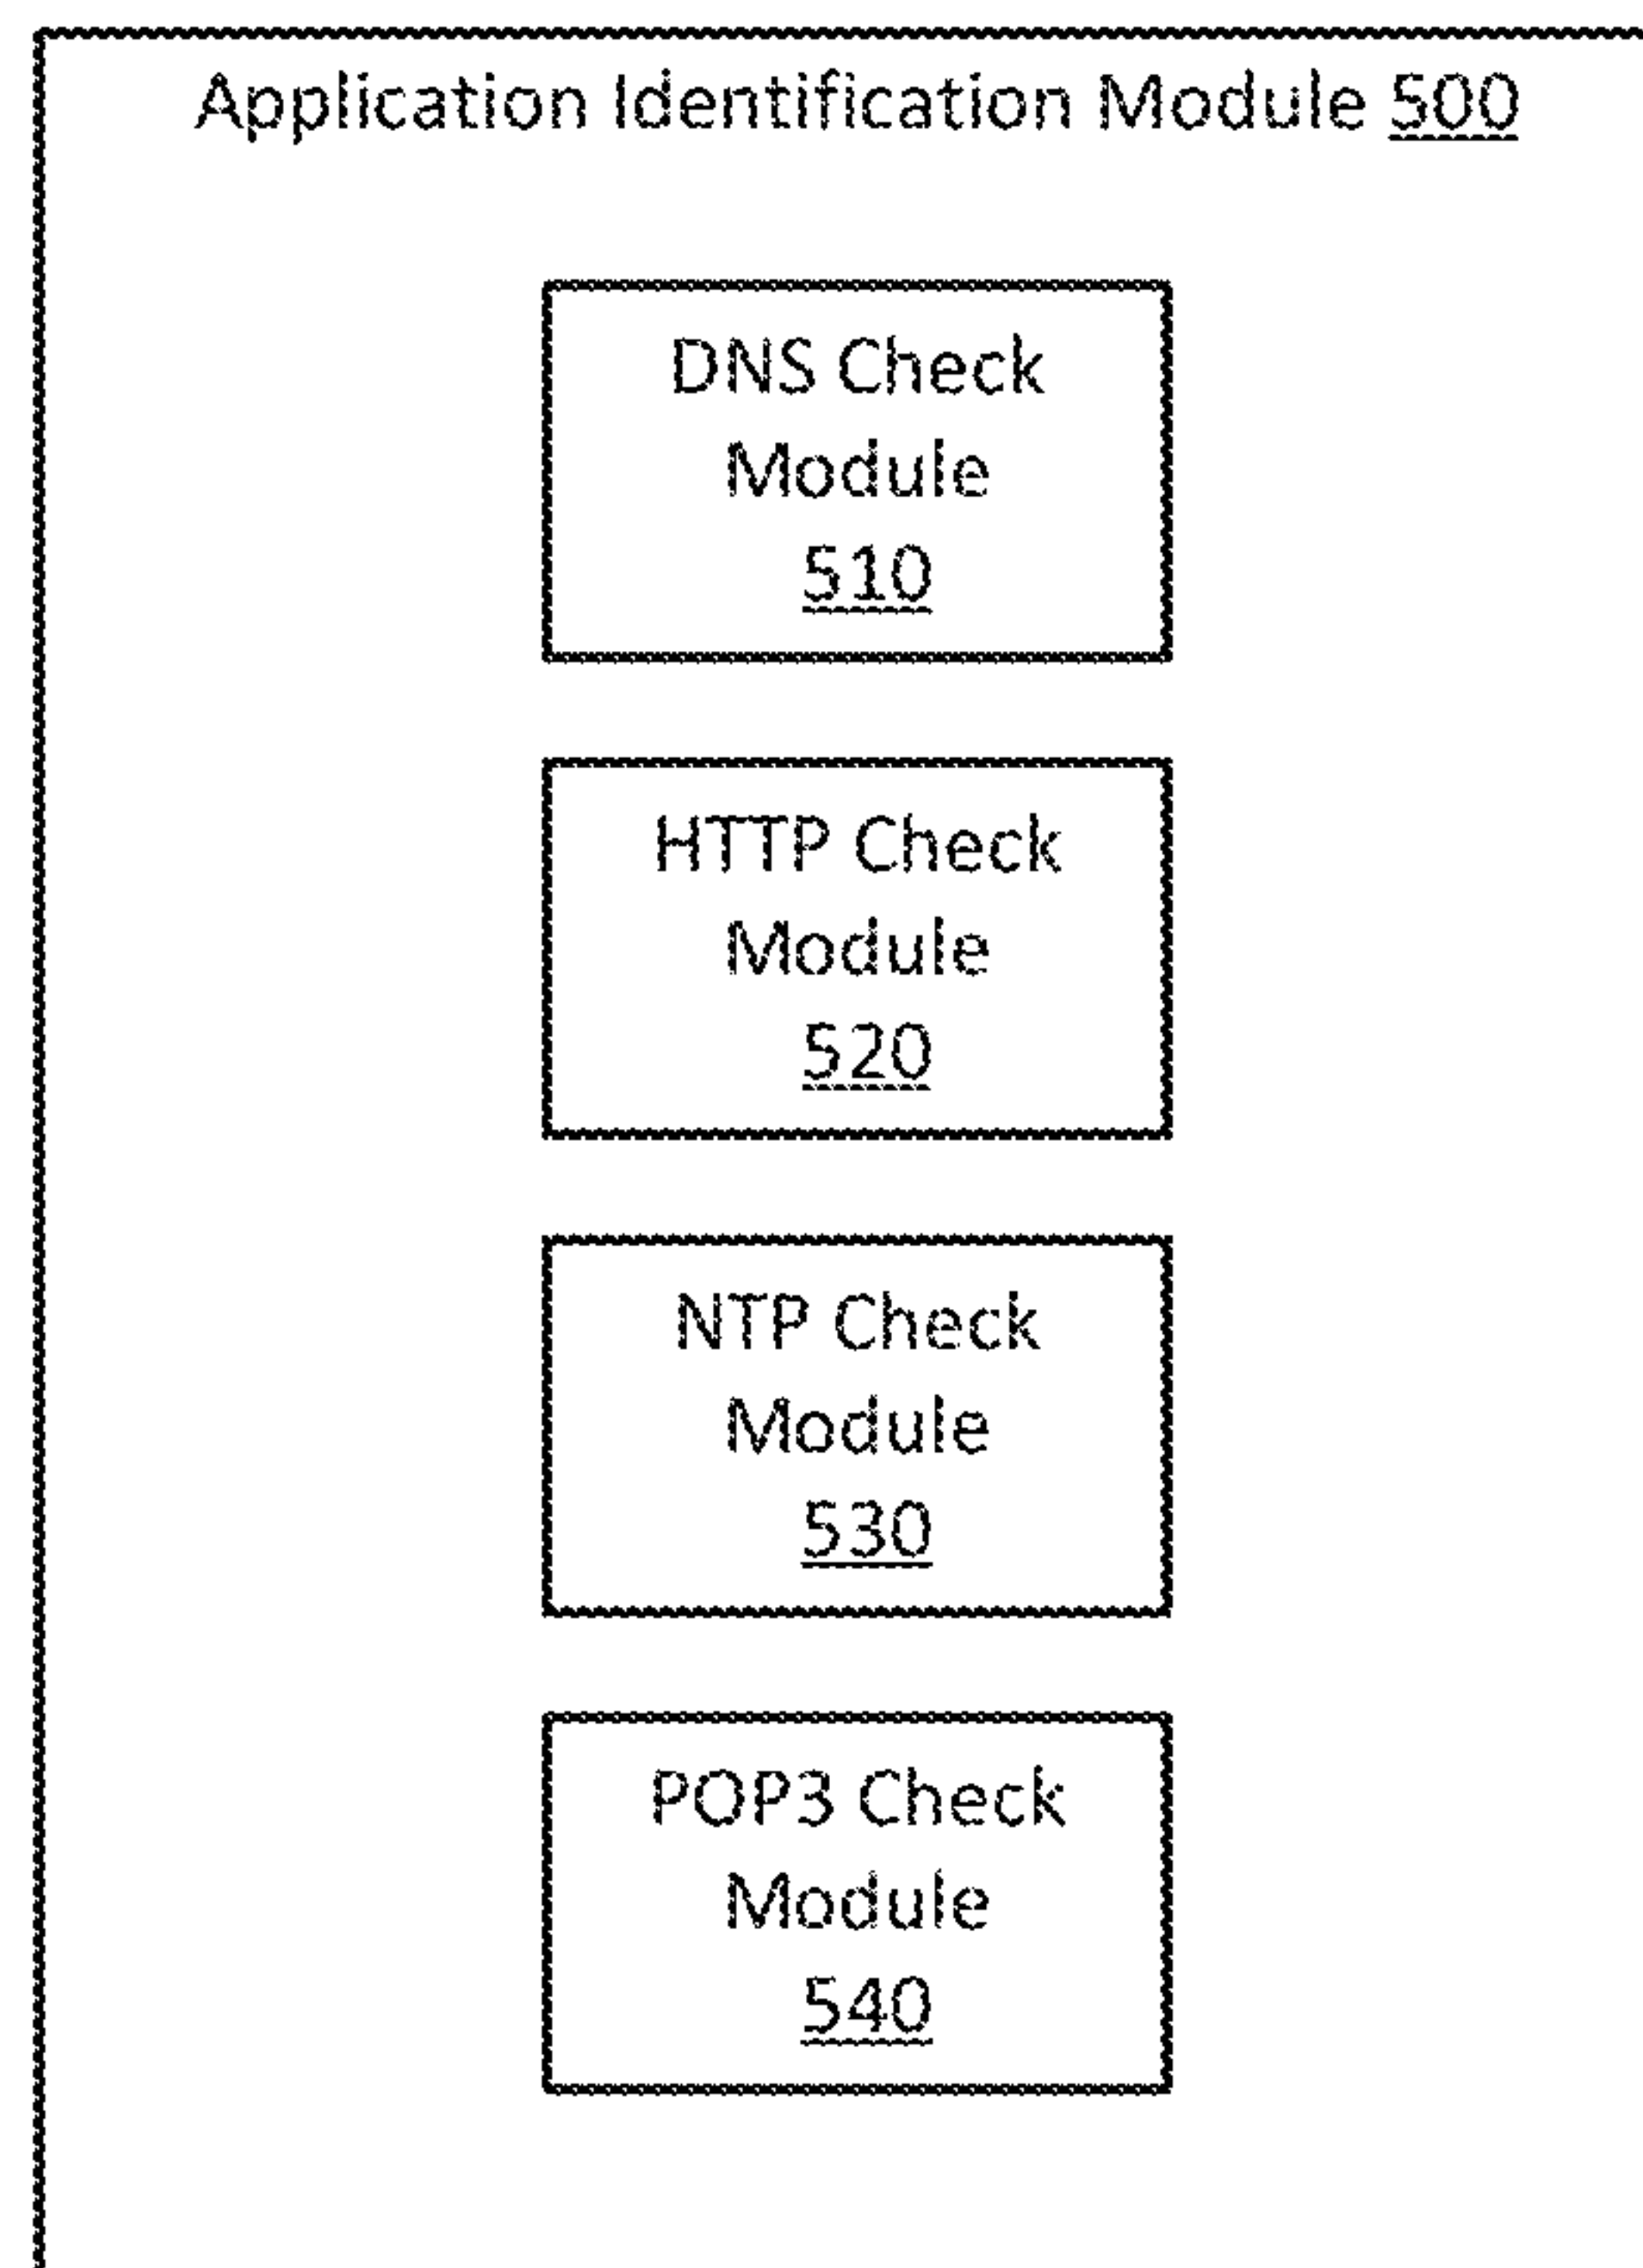 Application Identification Module 500
DNS Check
Module
510
HTTP Check
Module
520
NTP Check
Module
530
POP3 Check
Module
540